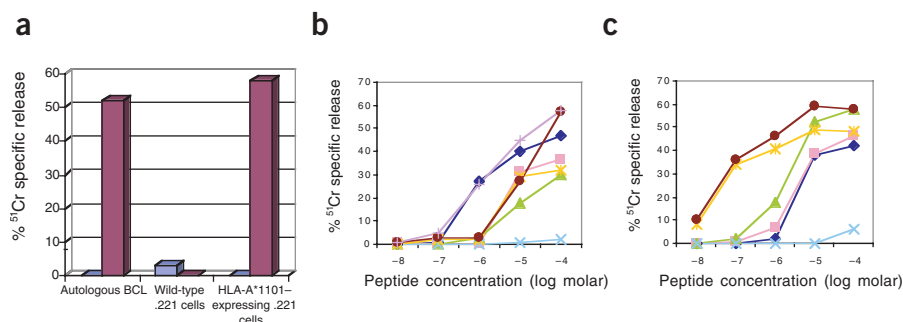 a
% ⁵¹Cr specific release
60
50
40
30
20
10
0
Autologous BCL
Wild-type
.221 cells
HLA-A*1101–
expressing .221
cells
b
% ⁵¹Cr specific release
70
60
50
40
30
20
10
0
–8
–7
–6
–5
–4
Peptide concentration (log molar)
c
% ⁵¹Cr specific release
70
60
50
40
30
20
10
0
–8
–7
–6
–5
–4
Peptide concentration (log molar)